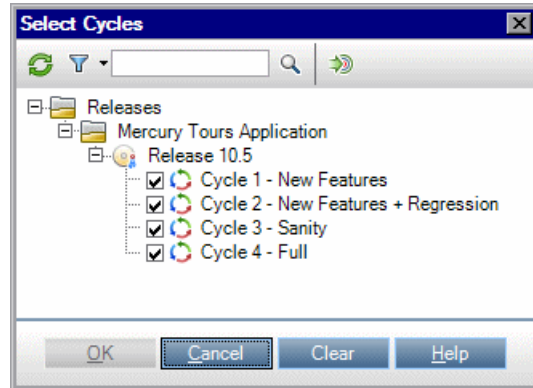 Select Cycles
Releases
Mercury Tours Application
Release 10.5
Cycle 1 - New Features
Cycle 2 - New Features + Regression
Cycle 3 - Sanity
Cycle 4 - Full
OK Cancel Clear Help